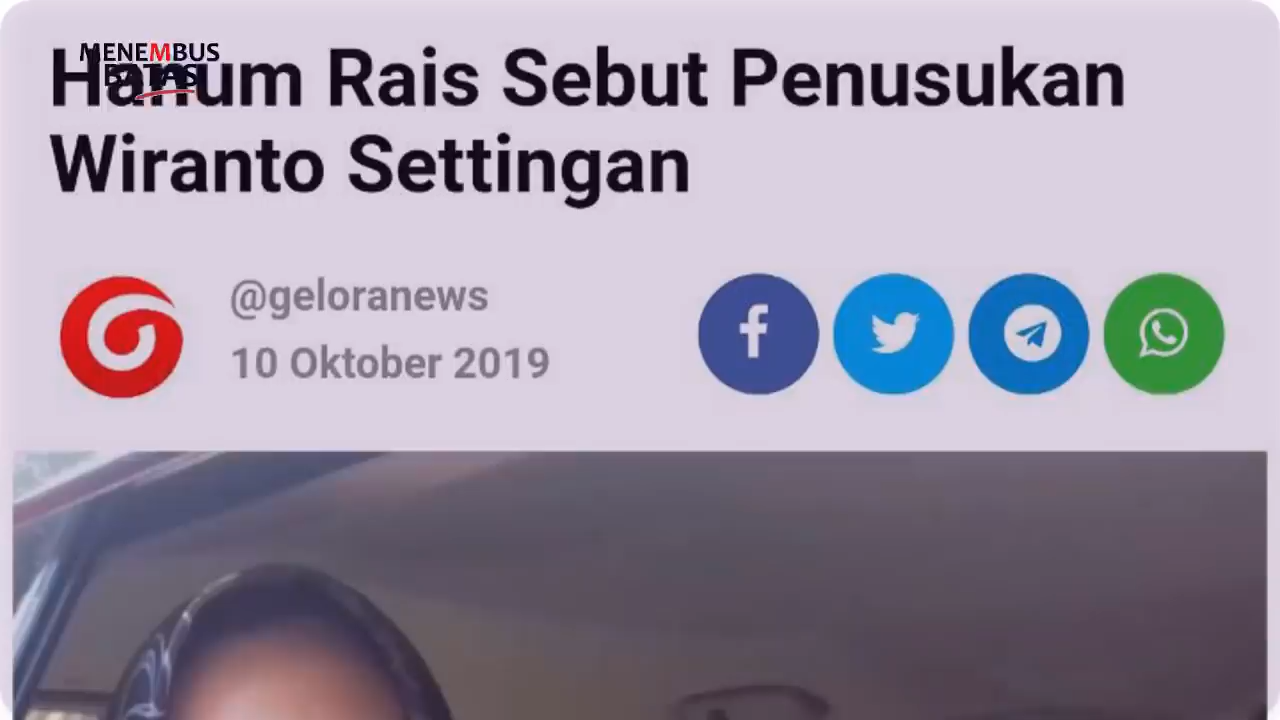 MENEMBUS
BATAS
Hanum Rais Sebut Penusukan
Wiranto Settingan
@geloranews
10 Oktober 2019